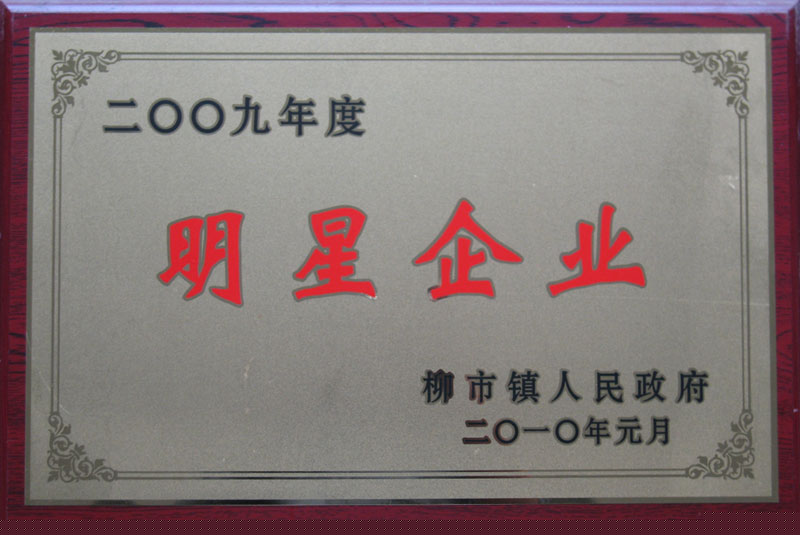 二〇〇九年度
明星企业
柳市镇人民政府
二〇一〇年元月